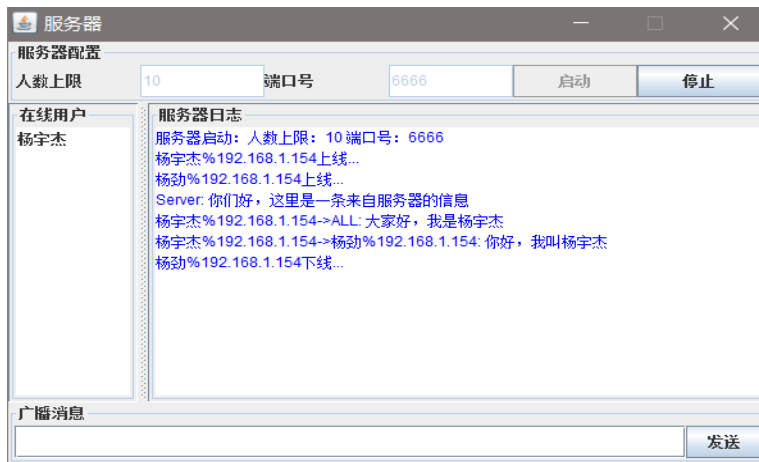 服务器
服务器配置
人数上限 10 端口号 6666 启动 停止
在线用户
杨宇杰
服务器日志
服务器启动：人数上限：10 端口号：6666
杨宇杰%192.168.1.154上线...
杨劲%192.168.1.154上线...
Server: 你们好，这里是一条来自服务器的信息
杨宇杰%192.168.1.154->ALL: 大家好，我是杨宇杰
杨宇杰%192.168.1.154->杨劲%192.168.1.154: 你好，我叫杨宇杰
杨劲%192.168.1.154下线...
广播消息
发送